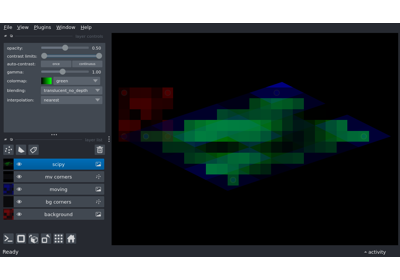 File View Plugins Window Help
opacity: 0.50
contrast limits:
auto-contrast: once continuous
gamma: 1.00
colormap: green
blending: translucent_no_depth
interpolation: nearest
scipy
mv corners
moving
bg corners
background
Ready
activity